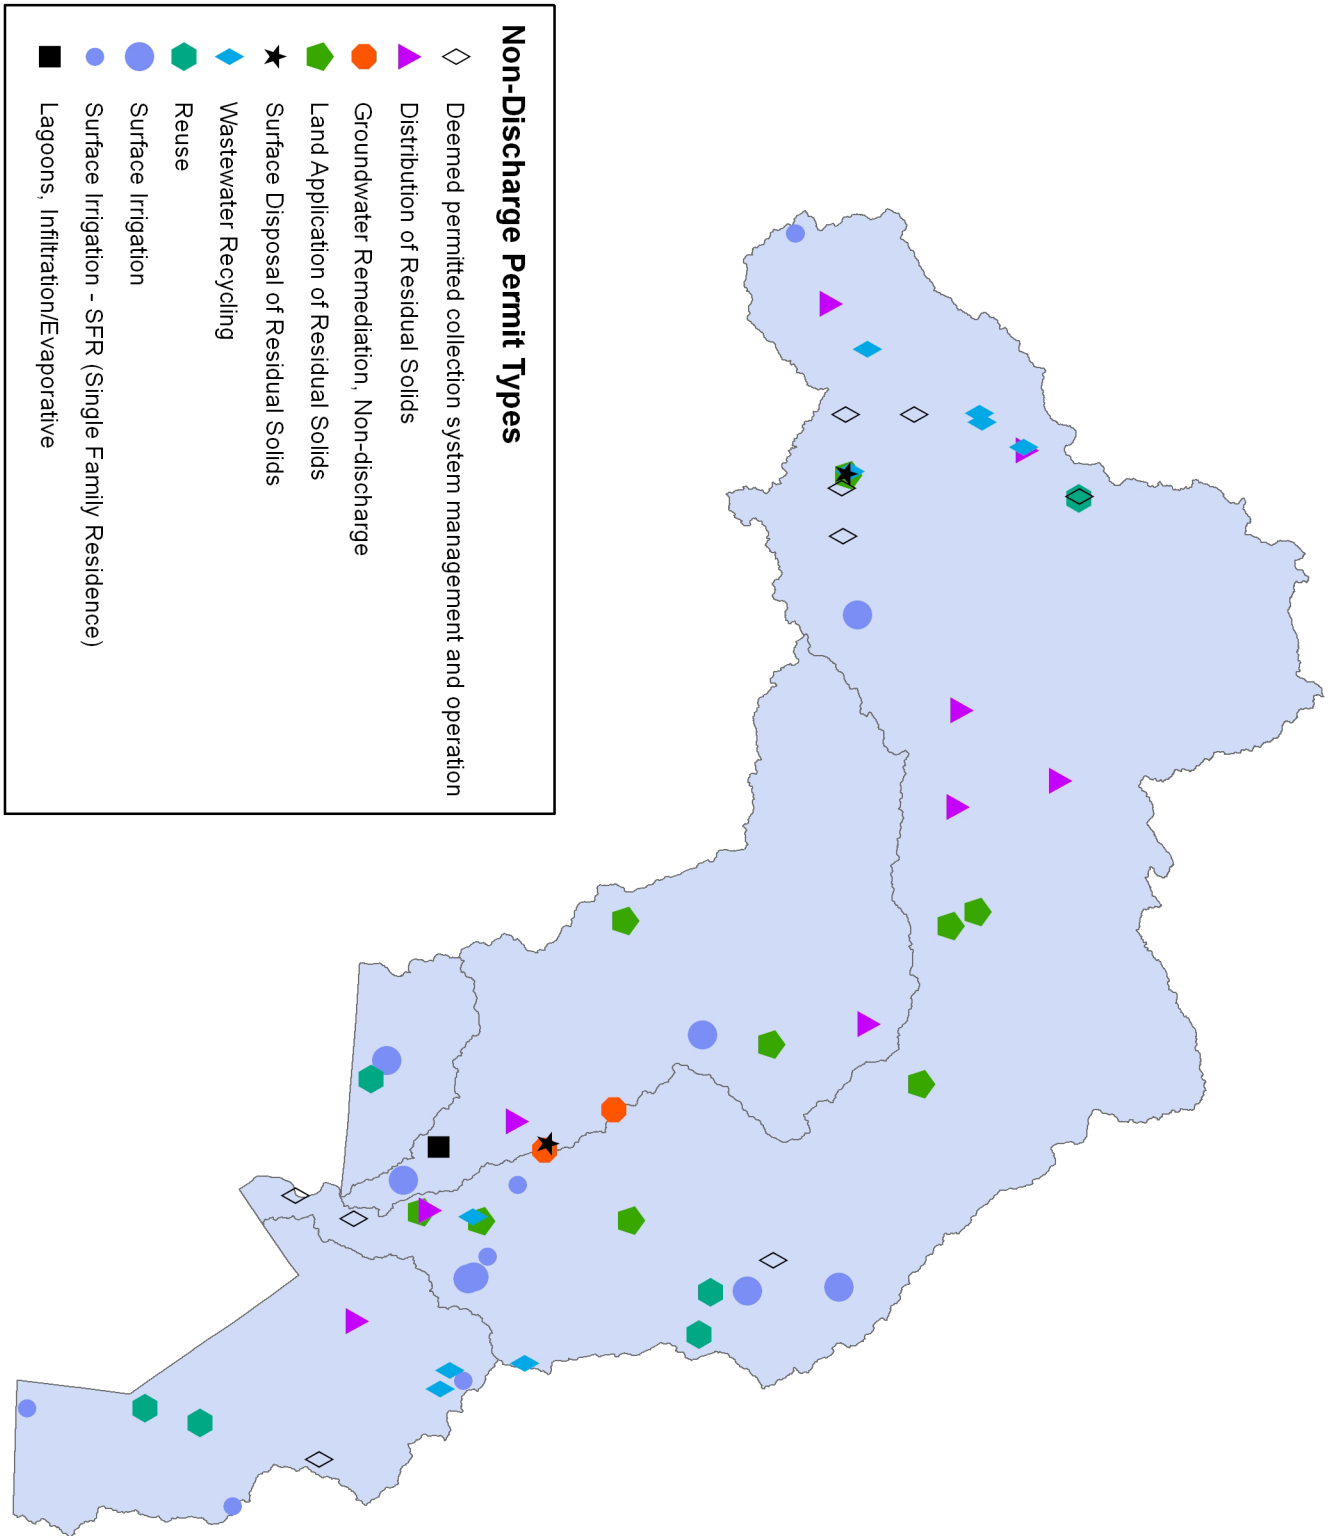 Non-Discharge Permit Types
Deemed permitted collection system management and operation
Distribution of Residual Solids
Groundwater Remediation, Non-discharge
Land Application of Residual Solids
Surface Disposal of Residual Solids
Wastewater Recycling
Reuse
Surface Irrigation
Surface Irrigation - SFR (Single Family Residence)
Lagoons, Infiltration/Evaporative